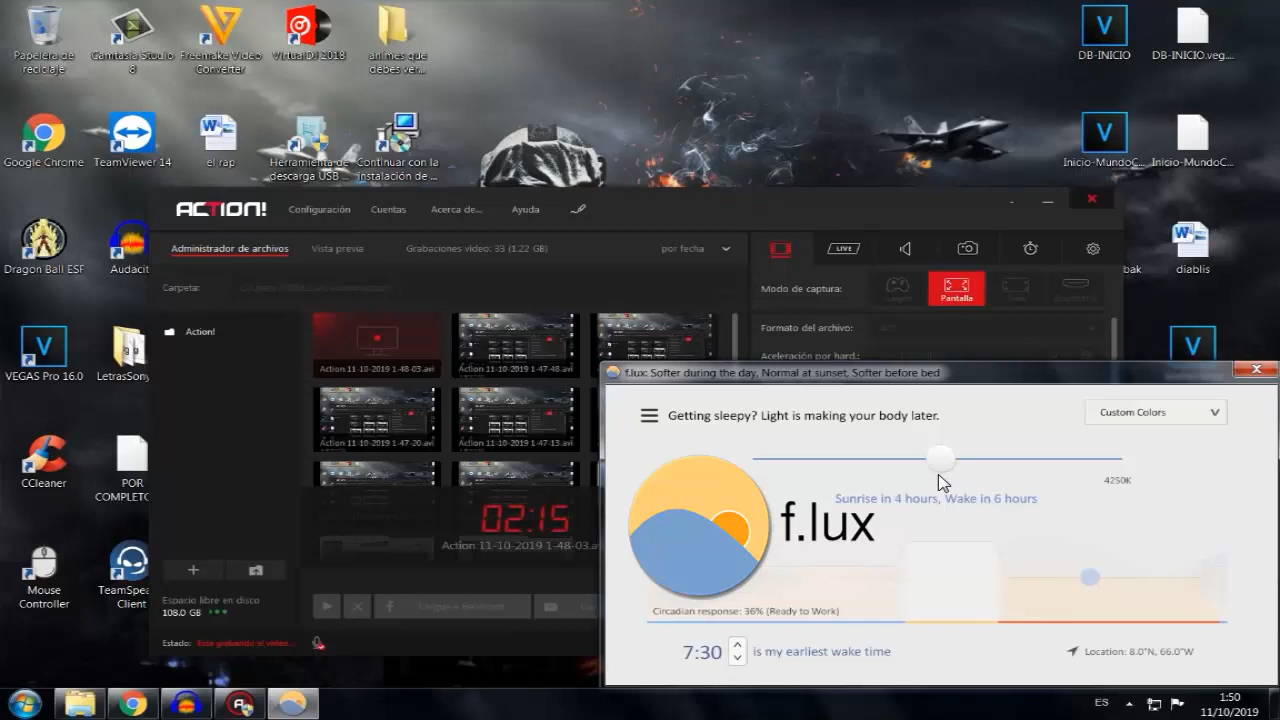 Papelera de
reciclaje
Camtasia Studio
8
Freemake Video
Converter
VirtualDJ 2018
animes que
debes ver...
DB-INICIO
DB-INICIO.veg...
Google Chrome
TeamViewer 14
el rap
Herramienta de
descarga USB
Continuar con la
instalación de ...
Inicio-MundoC...
Inicio-MundoC...
ACTION!
Configuración
Cuentas
Acerca de...
Ayuda
Administrador de archivos
Vista previa
Grabaciones video: 33 (1.22 GB)
por fecha
LIVE
Dragon Ball ESF
Audacit
bak
diablis
Carpeta:
Modo de captura:
Pantalla
Action!
Formato del archivo:
Aceleración por hard.:
Action 11-10-2019 1-48-03.avi
Action 11-10-2019 1-47-48.avi
VEGAS Pro 16.0
LetrasSony
f.lux: Softer during the day, Normal at sunset, Softer before bed
Getting sleepy? Light is making your body later.
Custom Colors
Action 11-10-2019 1-47-20.avi
Action 11-10-2019 1-47-13.avi
4250K
Sunrise in 4 hours, Wake in 6 hours
f.lux
CCleaner
POR
COMPLETO
02:15
Action 11-10-2019 1-48-03.a
Mouse
Controller
TeamSpea
Client
Espacio libre en disco
108.0 GB
Circadian response: 36% (Ready to Work)
Estado:
7:30
is my earliest wake time
Location: 8.0°N, 66.0°W
ES
1:50
11/10/2019